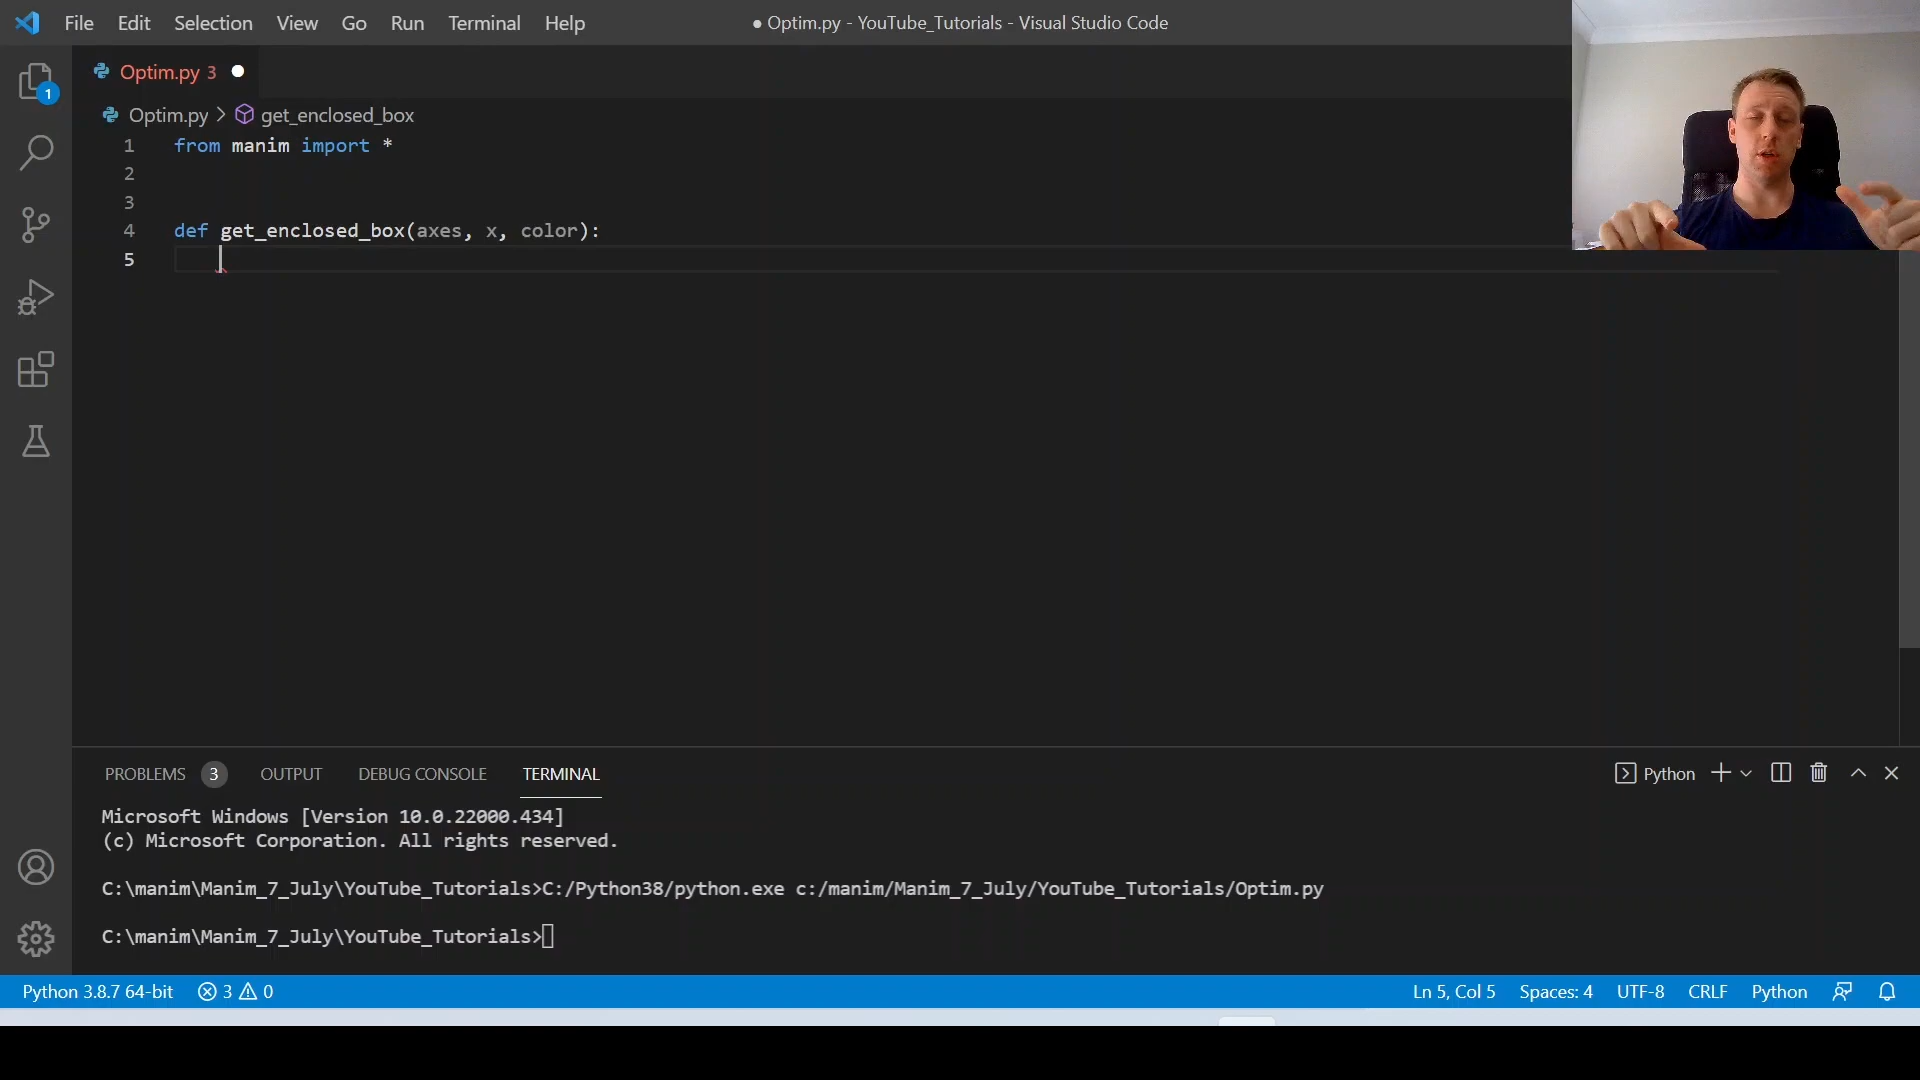 File Edit Selection View Go Run Terminal Help
● Optim.py - YouTube_Tutorials - Visual Studio Code
Optim.py 3 ●
1
Optim.py > get_enclosed_box
1 from manim import *
2
3
4 def get_enclosed_box(axes, x, color):
5
PROBLEMS 3 OUTPUT DEBUG CONSOLE TERMINAL
Python
Microsoft Windows [Version 10.0.22000.434]
(c) Microsoft Corporation. All rights reserved.
C:\manim\Manim_7_July\YouTube_Tutorials>C:/Python38/python.exe c:/manim/Manim_7_July/YouTube_Tutorials/Optim.py
C:\manim\Manim_7_July\YouTube_Tutorials>
Python 3.8.7 64-bit 3 0
Ln 5, Col 5 Spaces: 4 UTF-8 CRLF Python